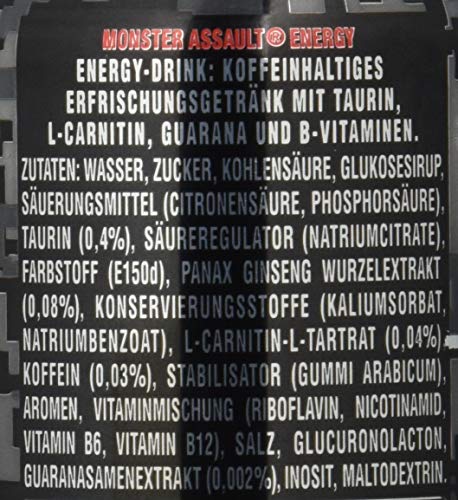 MONSTER ASSAULT® ENERGY
ENERGY-DRINK: KOFFEINHALTIGES
ERFRISCHUNGSGETRÄNK MIT TAURIN,
L-CARNITIN, GUARANA UND B-VITAMINEN.
ZUTATEN: WASSER, ZUCKER, KOHLENSÄURE, GLUKOSESIRUP,
SÄUERUNGSMITTEL (CITRONENSÄURE, PHOSPHORSÄURE),
TAURIN (0,4%), SÄUREREGULATOR (NATRIUMCITRATE),
FARBSTOFF (E150d), PANAX GINSENG WURZELEXTRAKT
(0,08%), KONSERVIERUNGSSTOFFE (KALIUMSORBAT,
NATRIUMBENZOAT), L-CARNITIN-L-TARTRAT (0,04%)
KOFFEIN (0,03%), STABILISATOR (GUMMI ARABICUM),
AROMEN, VITAMINMISCHUNG (RIBOFLAVIN, NICOTINAMID,
VITAMIN B6, VITAMIN B12), SALZ, GLUCURONOLACTON,
GUARANASAMENEXTRAKT (0,002%), INOSIT, MALTODEXTRIN.